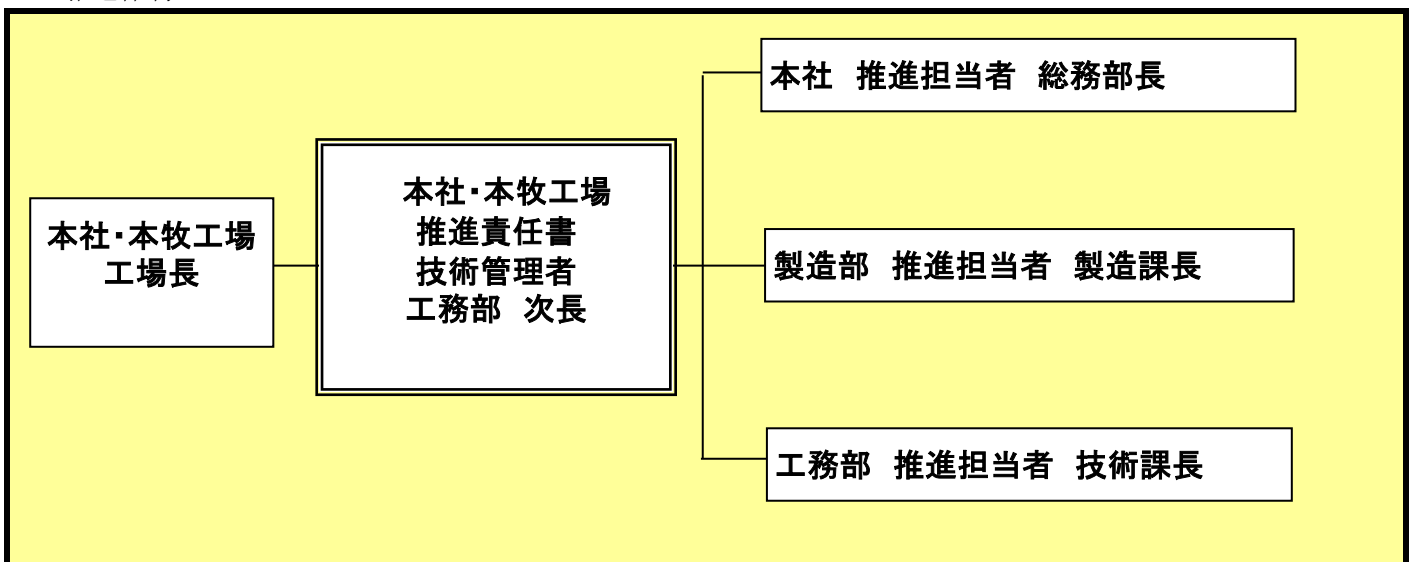 本社・本牧工場
工場長
本社・本牧工場
推進責任書
技術管理者
工務部　次長
本社　推進担当者　総務部長
製造部　推進担当者　製造課長
工務部　推進担当者　技術課長